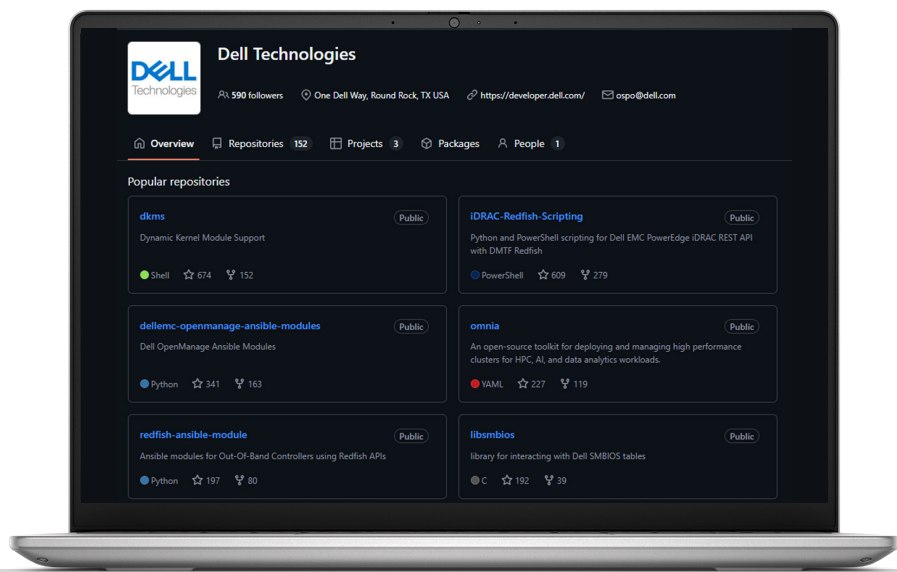 DELL
Technologies
Dell Technologies
590 followers One Dell Way, Round Rock, TX USA https://developer.dell.com/ ospo@dell.com
Overview Repositories 152 Projects 3 Packages People 1
Popular repositories
dkms Public
Dynamic Kernel Module Support
Shell 674 152
iDRAC-Redfish-Scripting Public
Python and PowerShell scripting for Dell EMC PowerEdge iDRAC REST API
with DMTF Redfish
PowerShell 609 279
dellemc-openmanage-ansible-modules Public
Dell OpenManage Ansible Modules
Python 341 163
omnia Public
An open-source toolkit for deploying and managing high performance
clusters for HPC, AI, and data analytics workloads.
YAML 227 119
redfish-ansible-module Public
Ansible modules for Out-Of-Band Controllers using Redfish APIs
Python 197 80
libsmbios Public
library for interacting with Dell SMBIOS tables
C 192 39